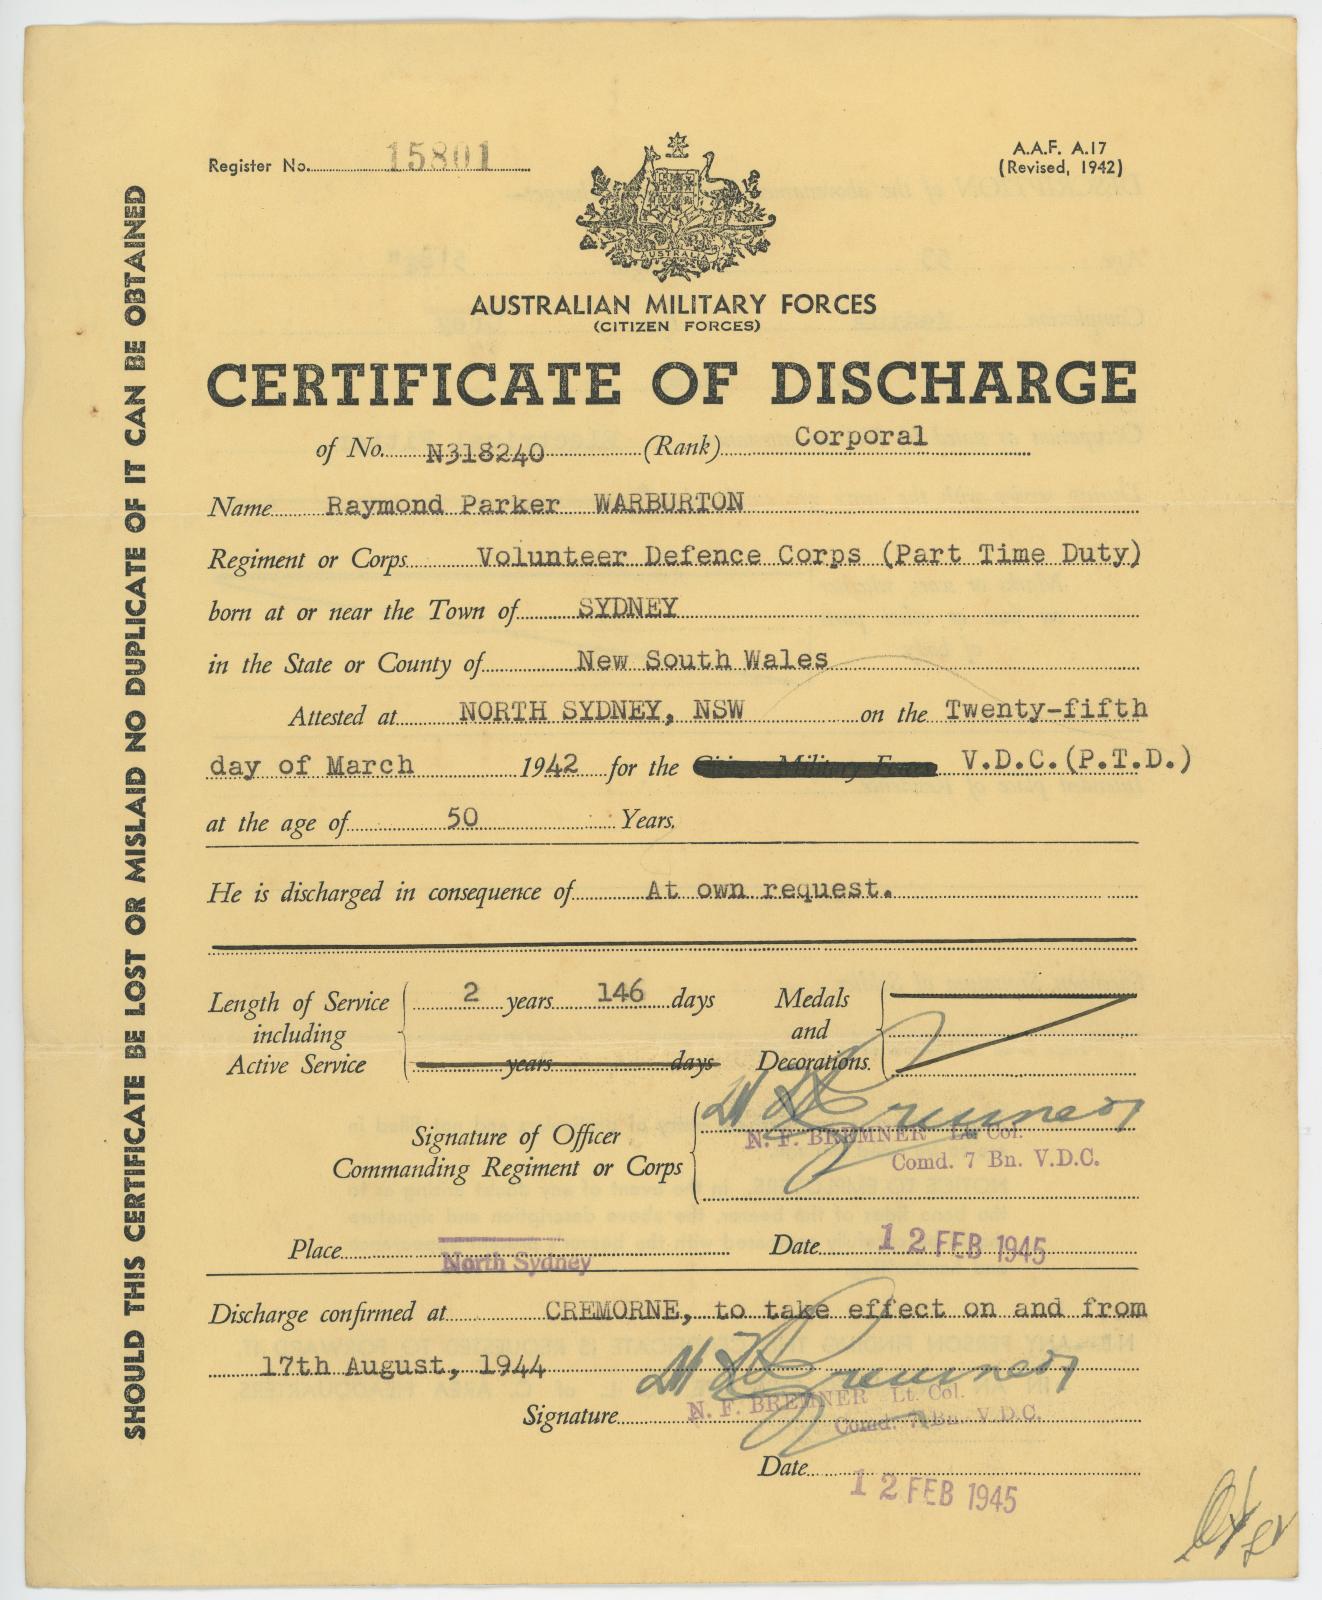 Register No. 15801
A.A.F. A.17
(Revised, 1942)
AUSTRALIA
AUSTRALIAN MILITARY FORCES
(CITIZEN FORCES)
CERTIFICATE OF DISCHARGE
of No. N318240 (Rank) Corporal
Name Raymond Parker WARBURTON
Regiment or Corps Volunteer Defence Corps (Part Time Duty)
born at or near the Town of SYDNEY
in the State or County of New South Wales
Attested at NORTH SYDNEY, NSW on the Twenty-fifth
day of March 1942 for the Citizen Military Forces V.D.C.(P.T.D.)
at the age of 50 Years.
He is discharged in consequence of At own request.
Length of Service including Active Service 2 years 146 days
years days
Medals and Decorations.
Signature of Officer Commanding Regiment or Corps
N. F. BREMNER Lt. Col.
Comd. 7 Bn. V.D.C.
Place North Sydney Date 12 FEB 1945
Discharge confirmed at CREMORNE, to take effect on and from
17th August, 1944
Signature N. F. BREMNER Lt. Col.
Comd. 7 Bn. V.D.C.
Date 12 FEB 1945
SHOULD THIS CERTIFICATE BE LOST OR MISLAID NO DUPLICATE OF IT CAN BE OBTAINED